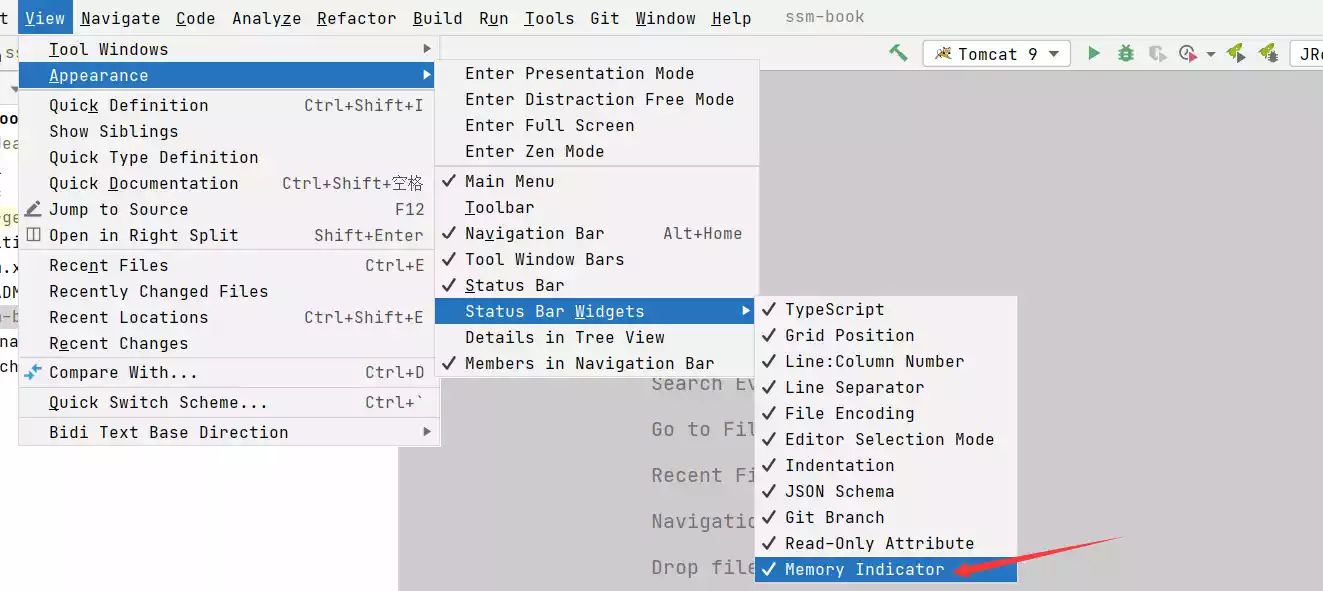 View Navigate Code Analyze Refactor Build Run Tools Git Window Help ssm-book
Tomcat 9
Tool Windows
Appearance
Quick Definition Ctrl+Shift+I
Show Siblings
Quick Type Definition
Quick Documentation Ctrl+Shift+空格
Jump to Source F12
Open in Right Split Shift+Enter
Recent Files Ctrl+E
Recently Changed Files
Recent Locations Ctrl+Shift+E
Recent Changes
Compare With... Ctrl+D
Quick Switch Scheme... Ctrl+`
Bidi Text Base Direction
Enter Presentation Mode
Enter Distraction Free Mode
Enter Full Screen
Enter Zen Mode
Main Menu
Toolbar
Navigation Bar Alt+Home
Tool Window Bars
Status Bar
Status Bar Widgets
Details in Tree View
Members in Navigation Bar
TypeScript
Grid Position
Line:Column Number
Line Separator
File Encoding
Editor Selection Mode
Indentation
JSON Schema
Git Branch
Read-Only Attribute
Memory Indicator
Search Ev
Go to Fil
Recent Fi
Navigatio
Drop file